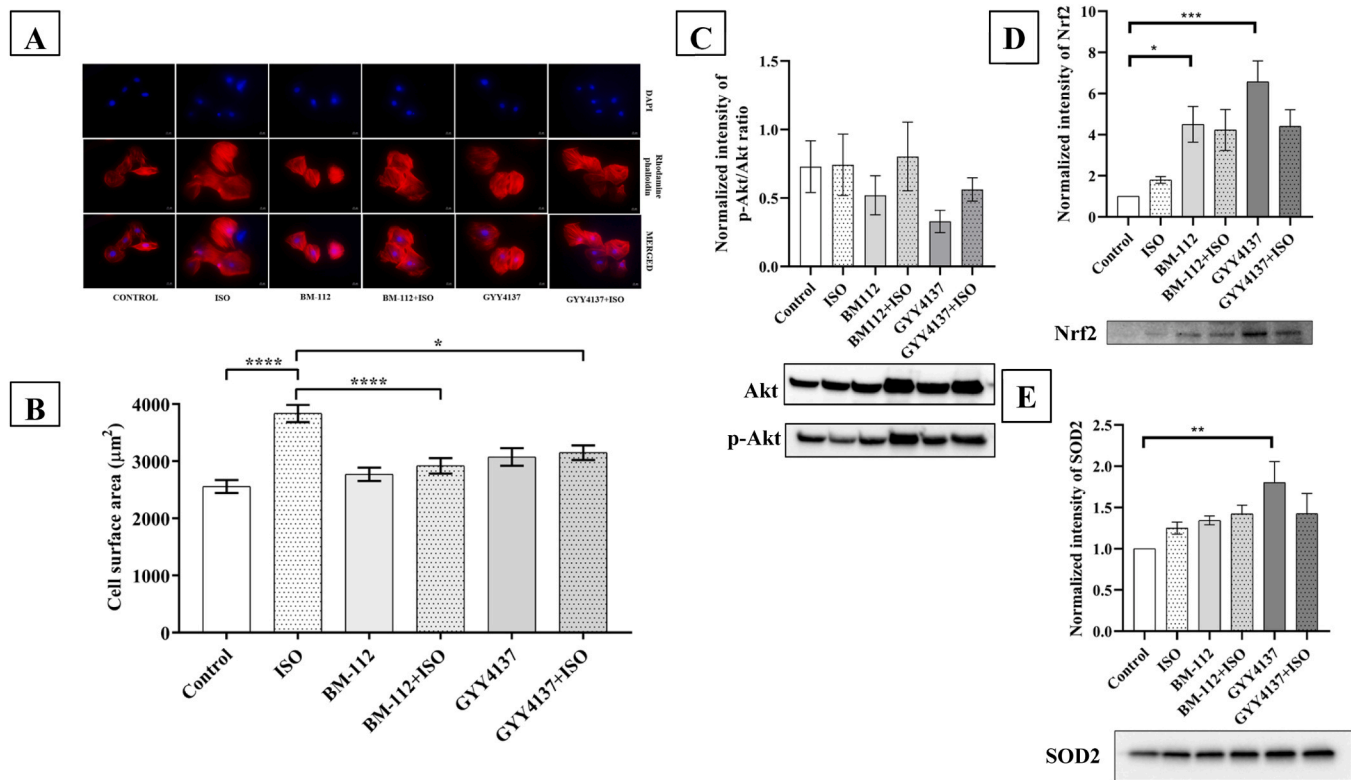 A
DAPI
Rhodamine
phalloidin
MERGED
CONTROL
ISO
BM-112
BM-112+ISO
GYY4137
GYY4137+ISO
B
Cell surface area (µm²)
4000
3000
2000
1000
0
****
****
*
Control
ISO
BM-112
BM-112+ISO
GYY4137
GYY4137+ISO
C
Normalized intensity of
p-Akt/Akt ratio
1.5
1.0
0.5
0.0
Control
ISO
BM112
BM112+ISO
GYY4137
GYY4137+ISO
Akt
p-Akt
D
Normalized intensity of Nrf2
10
8
6
4
2
0
*
***
Control
ISO
BM-112
BM-112+ISO
GYY4137
GYY4137+ISO
Nrf2
E
Normalized intensity of SOD2
2.5
2.0
1.5
1.0
0.5
0.0
**
Control
ISO
BM-112
BM-112+ISO
GYY4137
GYY4137+ISO
SOD2